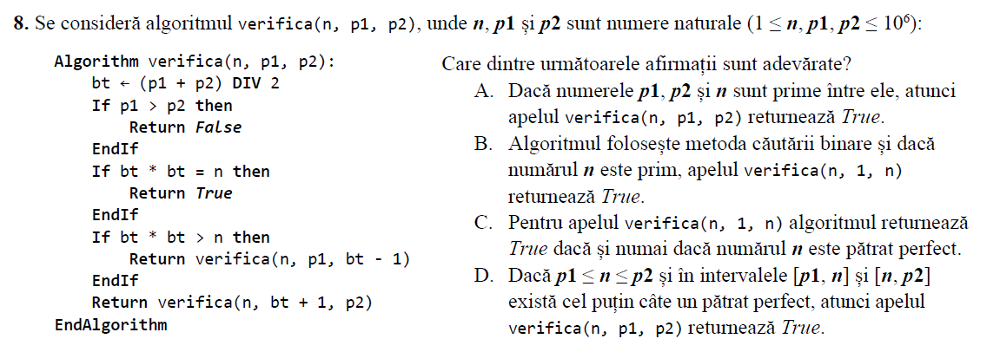 8. Se consideră algoritmul verifica(n, p1, p2), unde n, p1 și p2 sunt numere naturale (1 ≤ n, p1, p2 ≤ 10⁶):
Algorithm verifica(n, p1, p2):
bt ← (p1 + p2) DIV 2
If p1 > p2 then
Return False
EndIf
If bt * bt = n then
Return True
EndIf
If bt * bt > n then
Return verifica(n, p1, bt - 1)
EndIf
Return verifica(n, bt + 1, p2)
EndAlgorithm
Care dintre următoarele afirmații sunt adevărate?
A. Dacă numerele p1, p2 și n sunt prime între ele, atunci
apelul verifica(n, p1, p2) returnează True.
B. Algoritmul folosește metoda căutării binare și dacă
numărul n este prim, apelul verifica(n, 1, n)
returnează True.
C. Pentru apelul verifica(n, 1, n) algoritmul returnează
True dacă și numai dacă numărul n este pătrat perfect.
D. Dacă p1 ≤ n ≤ p2 și în intervalele [p1, n] și [n, p2]
există cel puțin câte un pătrat perfect, atunci apelul
verifica(n, p1, p2) returnează True.